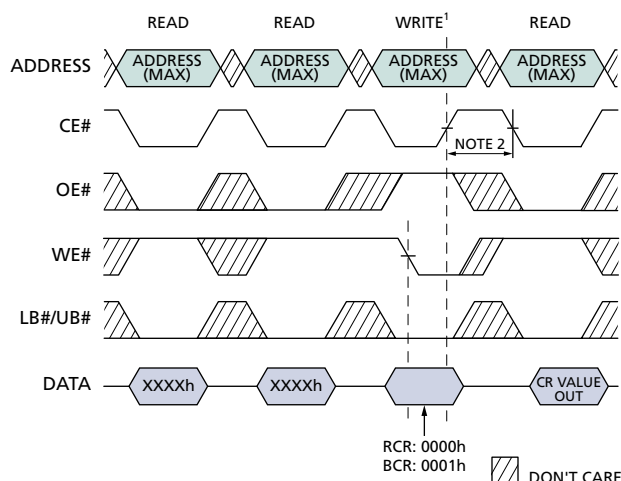 READ READ WRITE¹ READ
ADDRESS ADDRESS (MAX) ADDRESS (MAX) ADDRESS (MAX) ADDRESS (MAX)
CE#
NOTE 2
OE#
WE#
LB#/UB#
DATA XXXXh XXXXh CR VALUE OUT
RCR: 0000h
BCR: 0001h
DON'T CARE